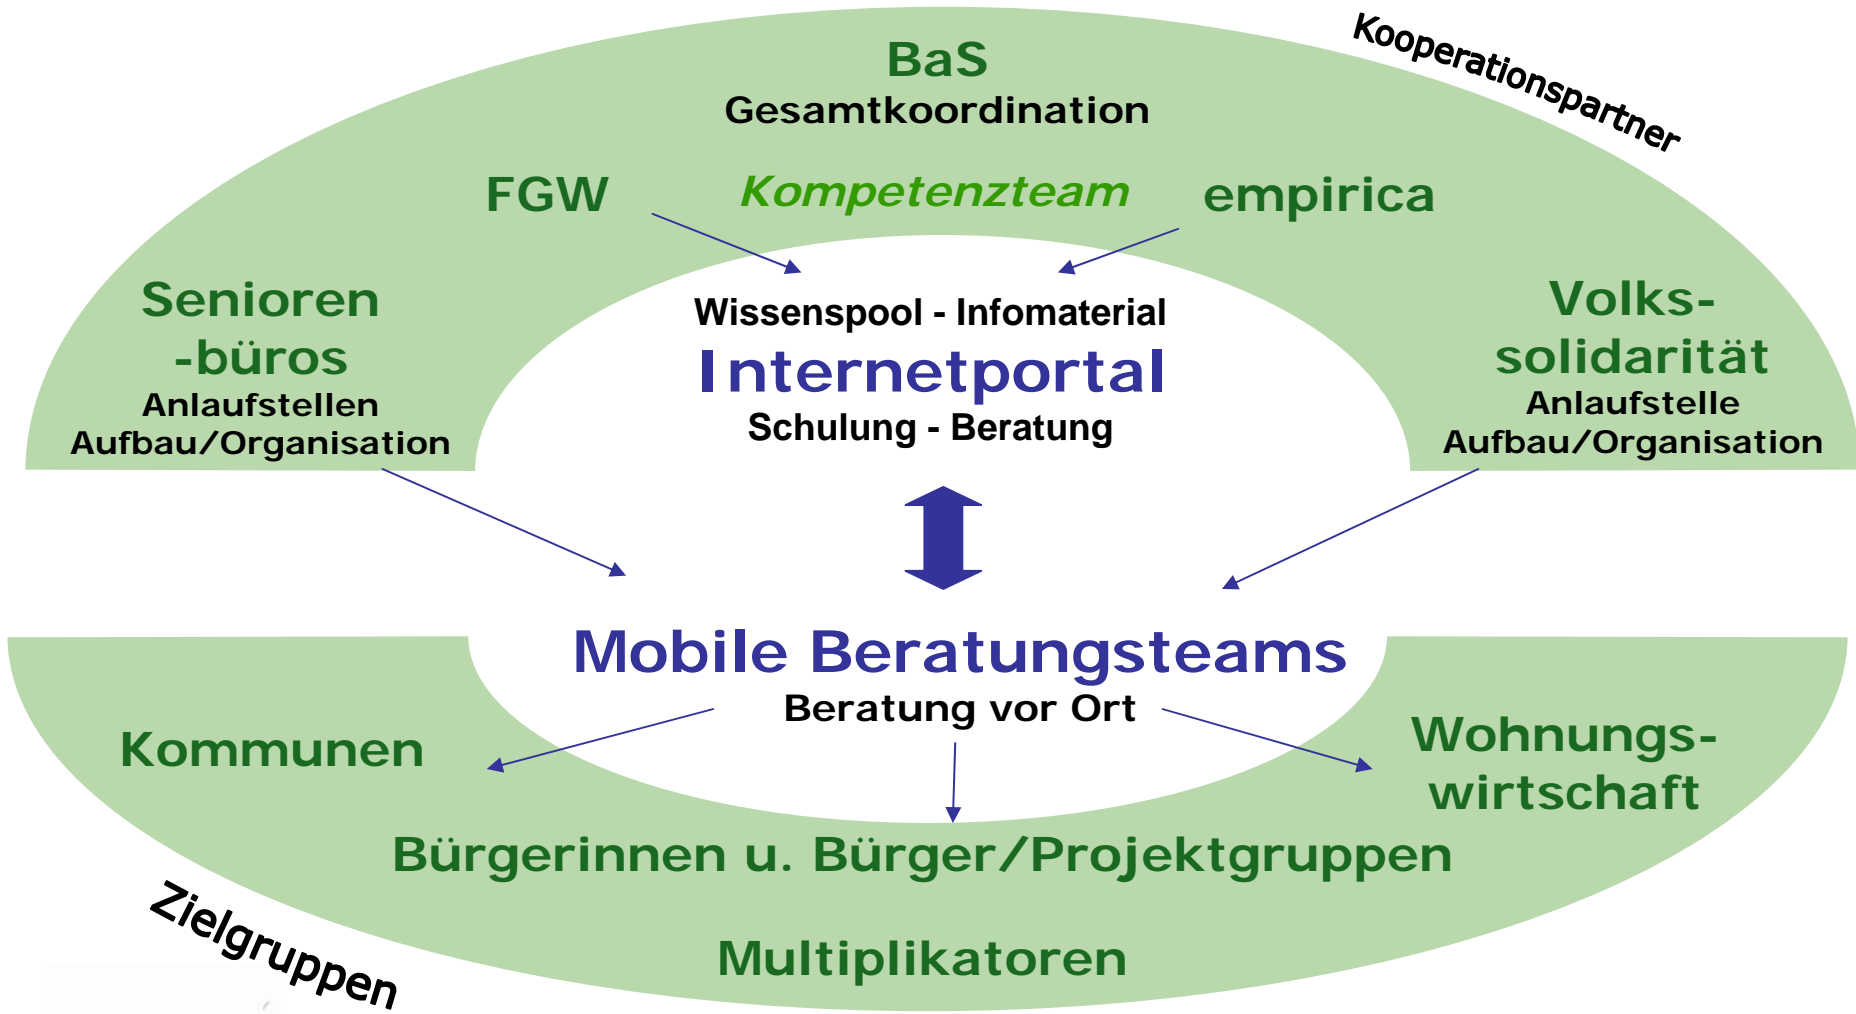 Kooperationspartner
BaS
Gesamtkoordination
FGW
Kompetenzteam
empirica
Senioren
-büros
Anlaufstellen
Aufbau/Organisation
Wissenspool - Infomaterial
Internetportal
Schulung - Beratung
Volks-
solidarität
Anlaufstelle
Aufbau/Organisation
Mobile Beratungsteams
Beratung vor Ort
Kommunen
Wohnungs-
wirtschaft
Bürgerinnen u. Bürger/Projektgruppen
Multiplikatoren
Zielgruppen